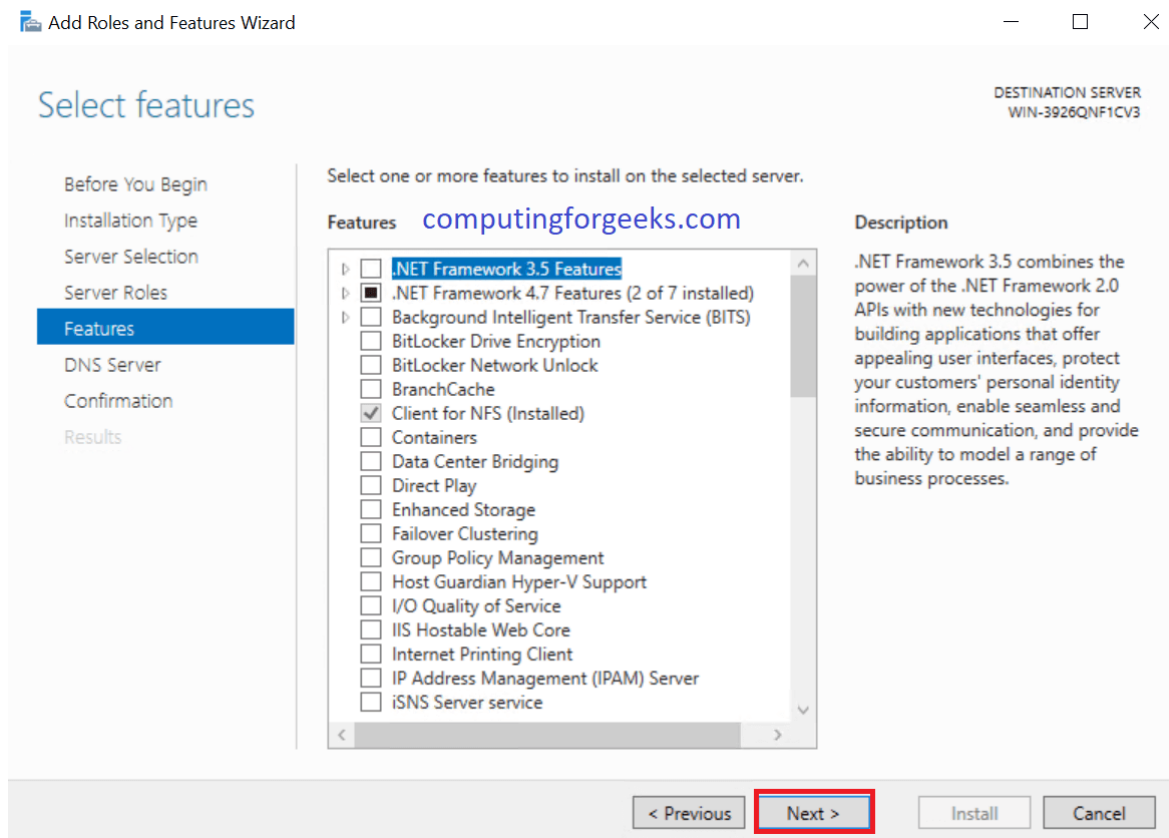 Add Roles and Features Wizard
Select features
DESTINATION SERVER
WIN-3926QNF1CV3
Before You Begin
Installation Type
Server Selection
Server Roles
Features
DNS Server
Confirmation
Results
Select one or more features to install on the selected server.
Features
computingforgeeks.com
.NET Framework 3.5 Features
.NET Framework 4.7 Features (2 of 7 installed)
Background Intelligent Transfer Service (BITS)
BitLocker Drive Encryption
BitLocker Network Unlock
BranchCache
Client for NFS (Installed)
Containers
Data Center Bridging
Direct Play
Enhanced Storage
Failover Clustering
Group Policy Management
Host Guardian Hyper-V Support
I/O Quality of Service
IIS Hostable Web Core
Internet Printing Client
IP Address Management (IPAM) Server
iSNS Server service
Description
.NET Framework 3.5 combines the
power of the .NET Framework 2.0
APIs with new technologies for
building applications that offer
appealing user interfaces, protect
your customers' personal identity
information, enable seamless and
secure communication, and provide
the ability to model a range of
business processes.
< Previous
Next >
Install
Cancel